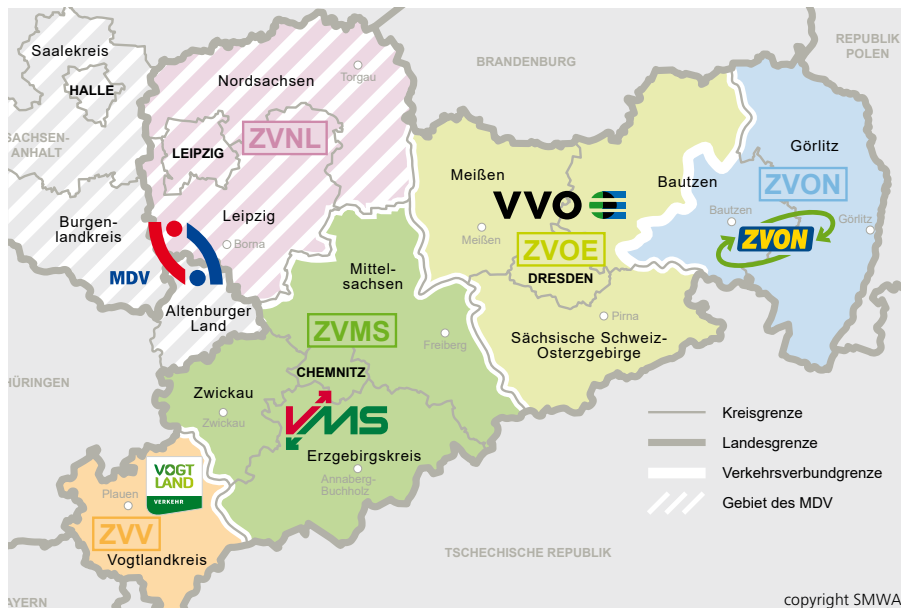 Saalekreis
HALLE
SACHSEN-
ANHALT
Nordsachsen
Torgau
ZVNL
LEIPZIG
Leipzig
Borna
Burgen-
landkreis
MDV
Altenburger
Land
BRANDENBURG
REPUBLIK
POLEN
Meißen
VVO
Meißen
ZVOE
DRESDEN
Bautzen
Görlitz
ZVON
Bautzen
Görlitz
ZVON
Pirna
Sächsische Schweiz-
Osterzgebirge
Mittel-
sachsen
ZVMS
Freiberg
CHEMNITZ
Zwickau
Zwickau
VMS
Erzgebirgskreis
Annaberg-
Buchholz
HÜRINGEN
VOGT
LAND
VERKEHR
Plauen
ZVV
Vogtlandkreis
AYERN
TSCHECHISCHE REPUBLIK
Kreisgrenze
Landesgrenze
Verkehrsverbundgrenze
Gebiet des MDV
copyright SMWA